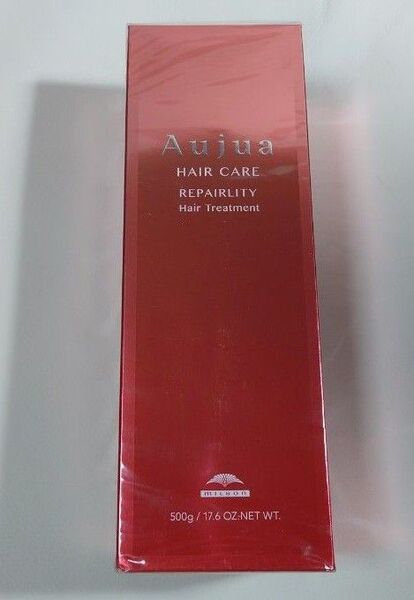 Aujua
HAIR CARE
REPAIRLITY
Hair Treatment
MILBON
500g / 17.6 OZ.NET WT.